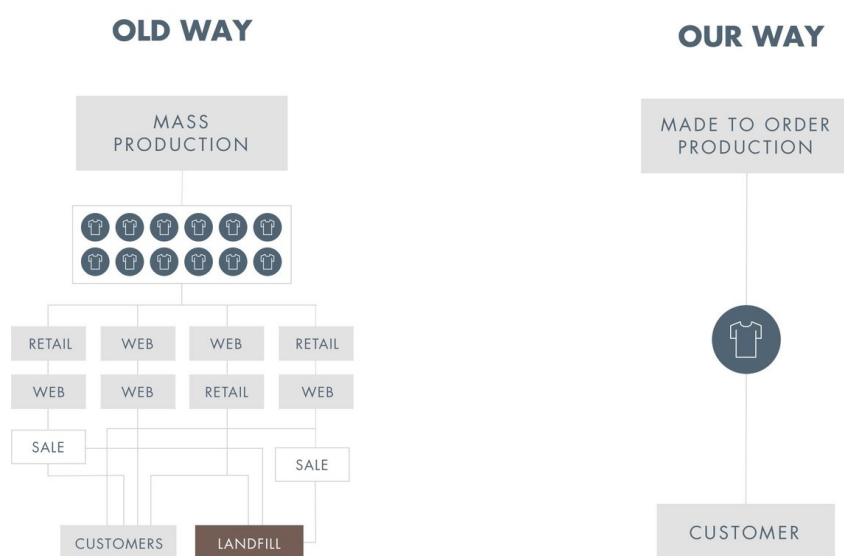 OLD WAY
OUR WAY
MASS
PRODUCTION
MADE TO ORDER
PRODUCTION
RETAIL
WEB
WEB
RETAIL
WEB
WEB
RETAIL
WEB
SALE
SALE
CUSTOMERS
LANDFILL
CUSTOMER